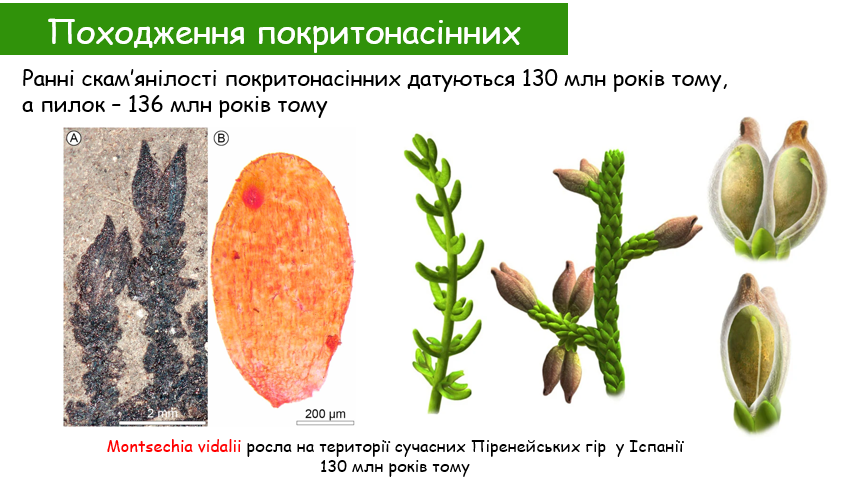 Походження покритонасінних
Ранні скам'янілості покритонасінних датуються 130 млн років тому,
а пилок – 136 млн років тому
A B
2 mm
200 µm
Montsechia vidalii росла на території сучасних Піренейських гір у Іспанії
130 млн років тому